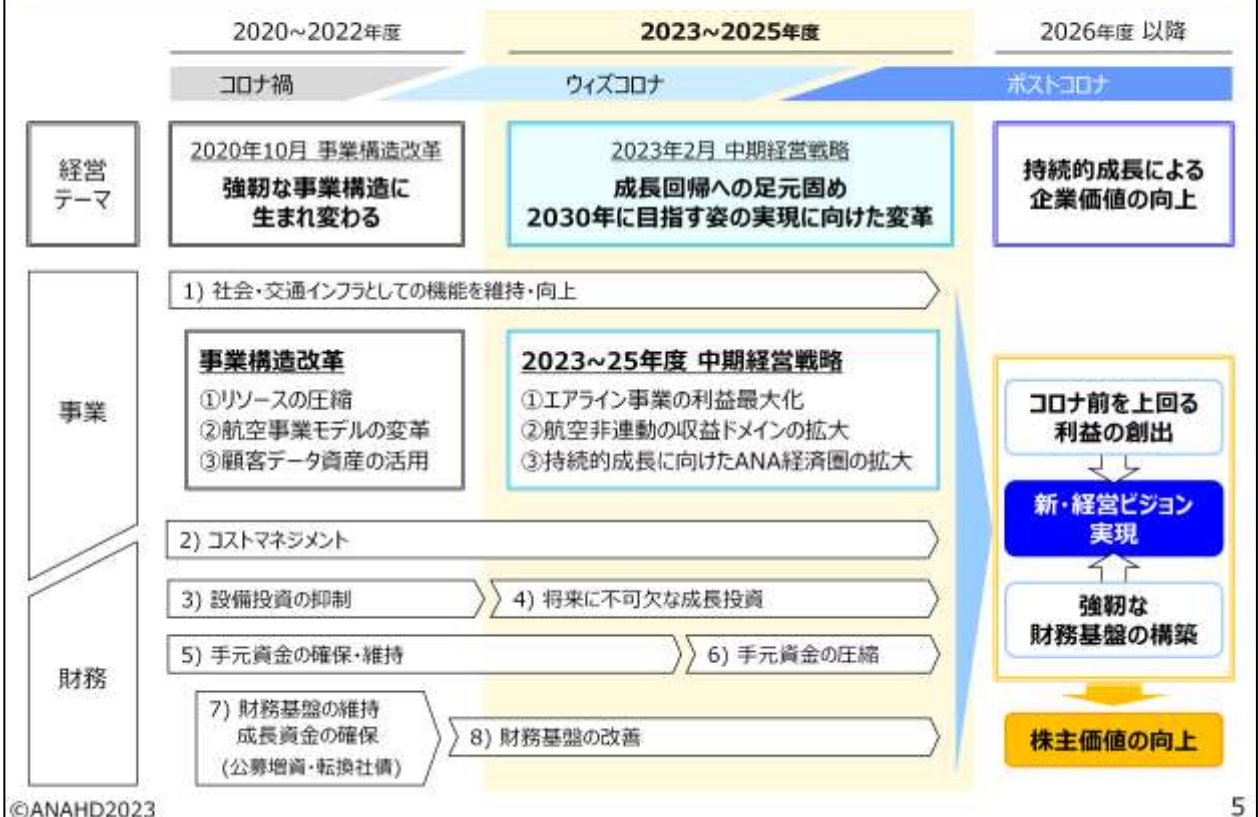 2020~2022年度
2023~2025年度
2026年度 以降
コロナ禍
ウィズコロナ
ポストコロナ
経営
テーマ
2020年10月 事業構造改革
強靭な事業構造に
生まれ変わる
2023年2月 中期経営戦略
成長回帰への足元固め
2030年に目指す姿の実現に向けた変革
持続的成長による
企業価値の向上
事業
1) 社会・交通インフラとしての機能を維持・向上
事業構造改革
①リソースの圧縮
②航空事業モデルの変革
③顧客データ資産の活用
2023~25年度 中期経営戦略
①エアライン事業の利益最大化
②航空非連動の収益ドメインの拡大
③持続的成長に向けたANA経済圏の拡大
2) コストマネジメント
財務
3) 設備投資の抑制
4) 将来に不可欠な成長投資
5) 手元資金の確保・維持
6) 手元資金の圧縮
7) 財務基盤の維持
成長資金の確保
(公募増資・転換社債)
8) 財務基盤の改善
コロナ前を上回る
利益の創出
新・経営ビジョン
実現
強靭な
財務基盤の構築
株主価値の向上
©ANAHD2023
5